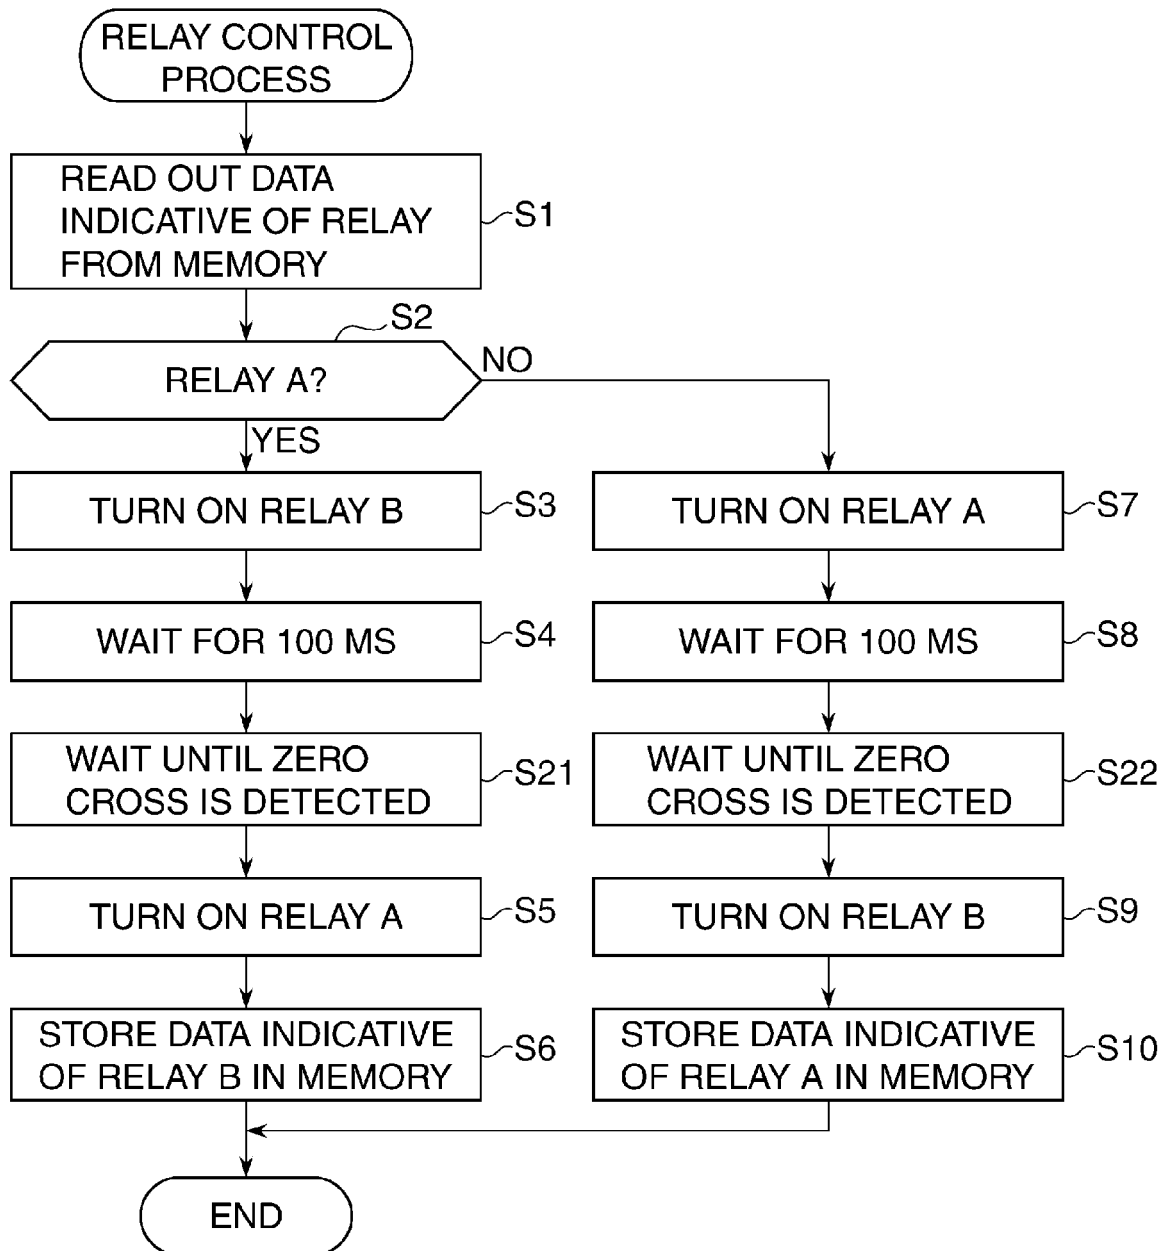 RELAY CONTROL
PROCESS
READ OUT DATA
INDICATIVE OF RELAY
FROM MEMORY
S1
S2
RELAY A?
NO
YES
TURN ON RELAY B
S3
WAIT FOR 100 MS
S4
WAIT UNTIL ZERO
CROSS IS DETECTED
S21
TURN ON RELAY A
S5
STORE DATA INDICATIVE
OF RELAY B IN MEMORY
S6
TURN ON RELAY A
S7
WAIT FOR 100 MS
S8
WAIT UNTIL ZERO
CROSS IS DETECTED
S22
TURN ON RELAY B
S9
STORE DATA INDICATIVE
OF RELAY A IN MEMORY
S10
END